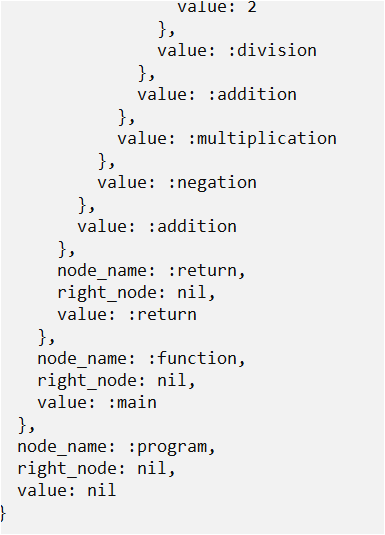 value: 2
},
value: :division
},
value: :addition
},
value: :multiplication
},
value: :negation
},
value: :addition
},
node_name: :return,
right_node: nil,
value: :return
},
node_name: :function,
right_node: nil,
value: :main
},
node_name: :program,
right_node: nil,
value: nil
}